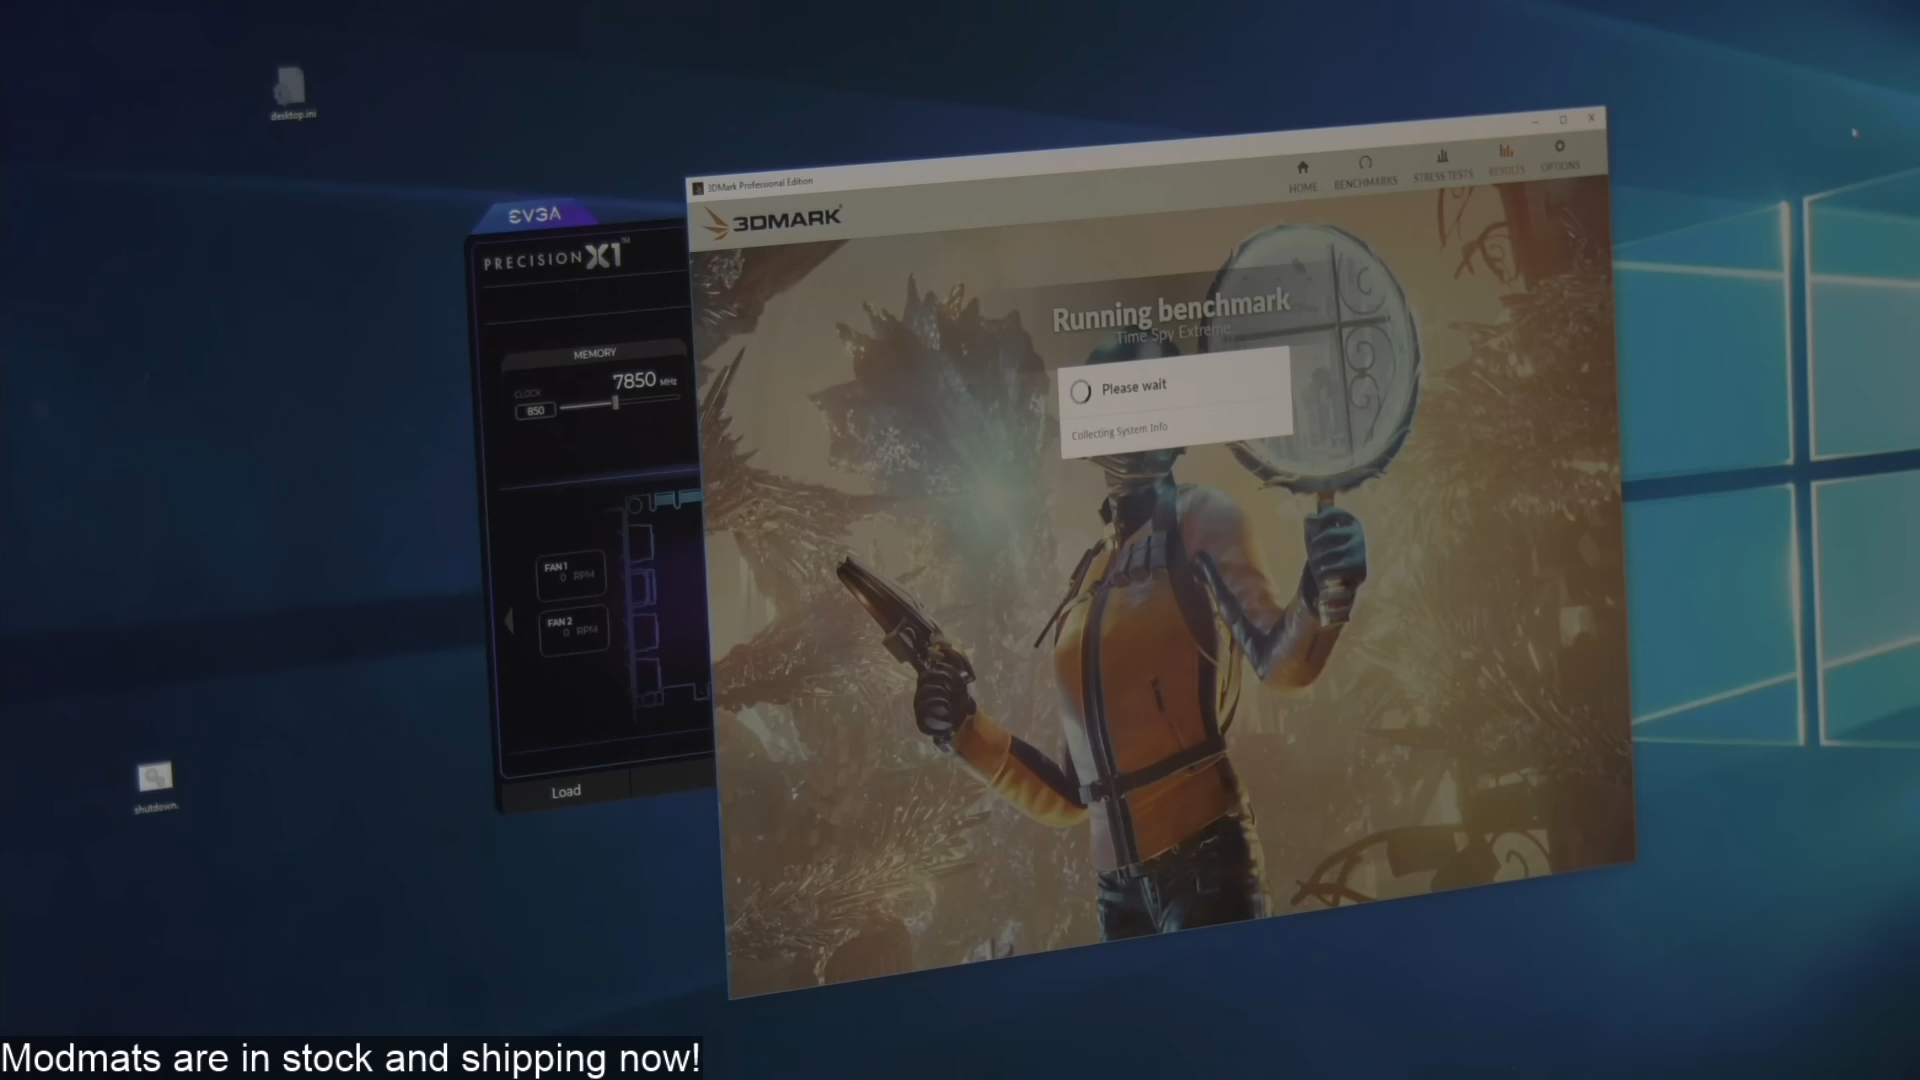 desktop.ini
3DMark Professional Edition
HOME
BENCHMARKS
STRESS TESTS
RESULTS
OPTIONS
3DMARK
EVGA
PRECISION X1™
Running benchmark
Time Spy Extreme
MEMORY
CLOCK
7850 MHz
850
Please wait
Collecting System Info
FAN 1
0 RPM
FAN 2
0 RPM
shutdown.
Load
Modmats are in stock and shipping now!